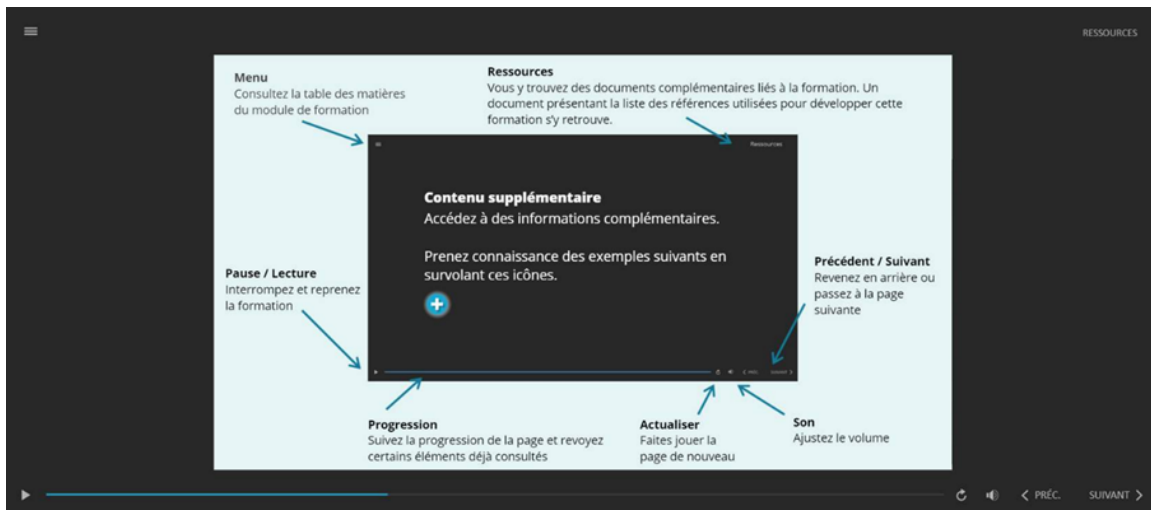 RESSOURCES
Menu
Consultez la table des matières
du module de formation
Ressources
Vous y trouvez des documents complémentaires liés à la formation. Un
document présentant la liste des références utilisées pour développer cette
formation s'y retrouve.
Ressources
Contenu supplémentaire
Accédez à des informations complémentaires.
Prenez connaissance des exemples suivants en
survolant ces icônes.
Pause / Lecture
Interrompez et reprenez
la formation
Précédent / Suivant
Revenez en arrière ou
passez à la page
suivante
PRÉC.
SUIVANT
Progression
Suivez la progression de la page et revoyez
certains éléments déjà consultés
Actualiser
Faites jouer la
page de nouveau
Son
Ajustez le volume
PRÉC.
SUIVANT